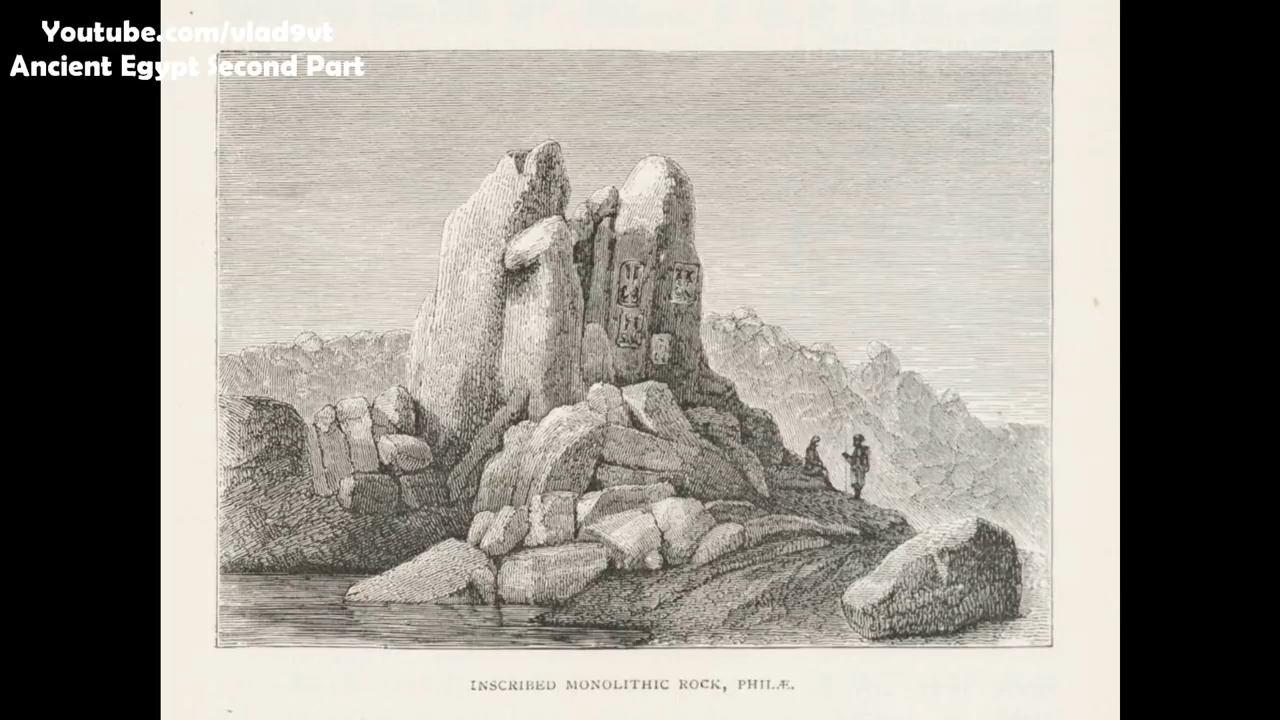 Youtube.com/vlad9vt
Ancient Egypt Second Part
INSCRIBED MONOLITHIC ROCK, PHILÆ.